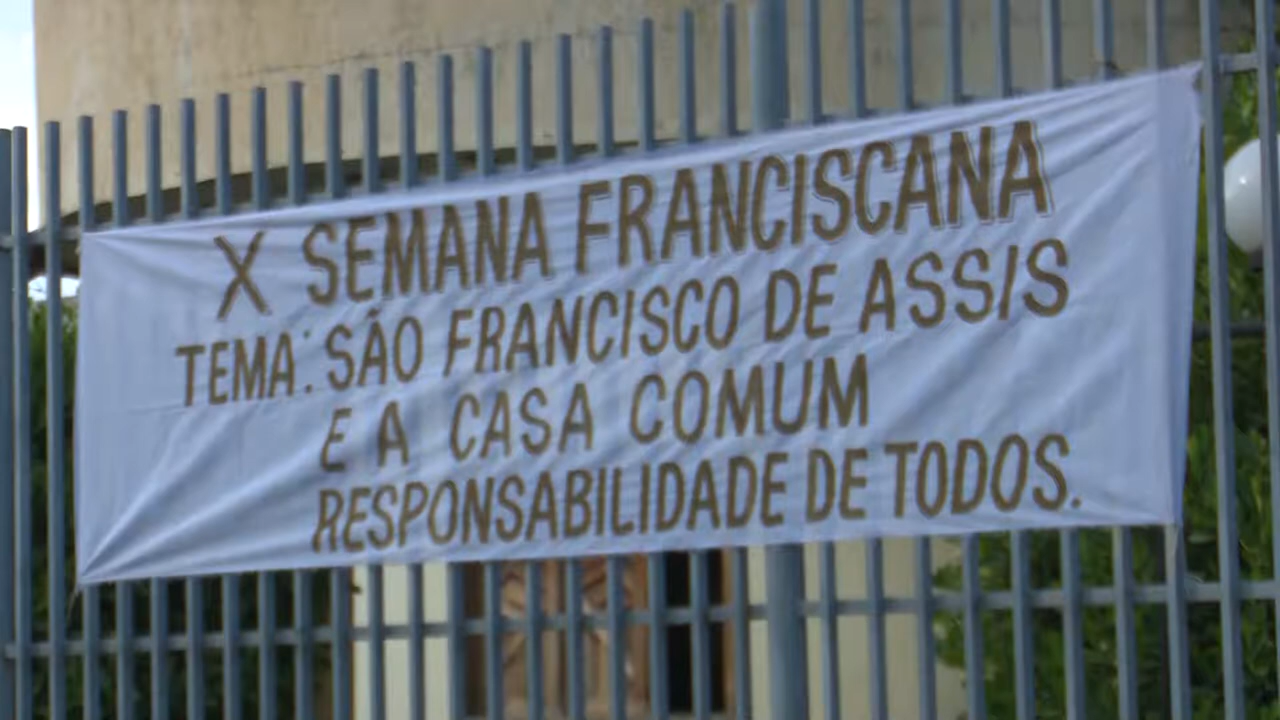 X SEMANA FRANCISCANA
TEMA: SÃO FRANCISCO DE ASSIS
E A CASA COMUM
RESPONSABILIDADE DE TODOS.